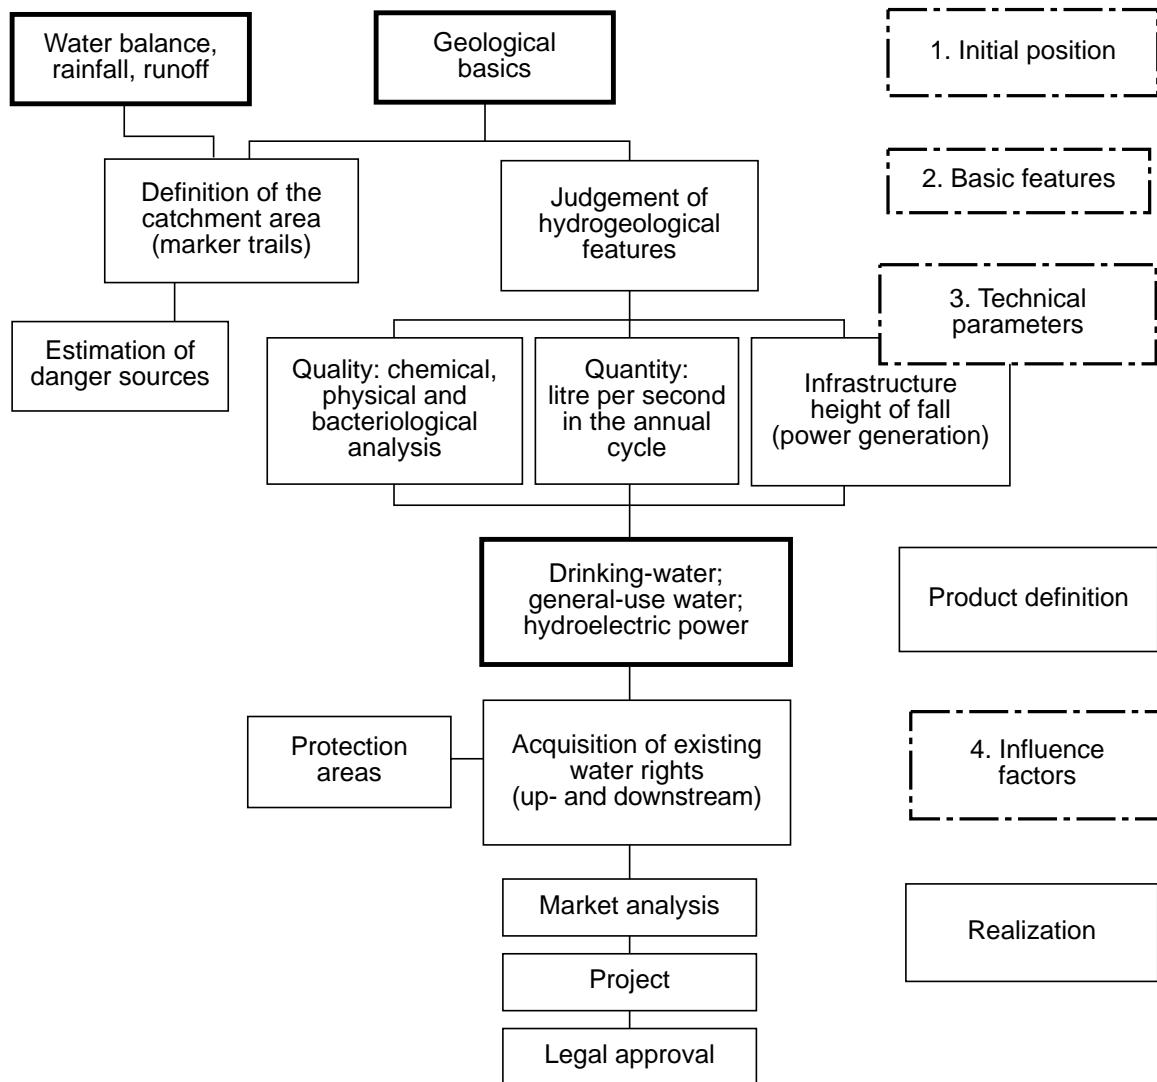 Water balance,
rainfall, runoff
Geological
basics
1. Initial position
Definition of the
catchment area
(marker trails)
Judgement of
hydrogeological
features
2. Basic features
Estimation of
danger sources
Quality: chemical,
physical and
bacteriological
analysis
Quantity:
litre per second
in the annual
cycle
Infrastructure
height of fall
(power generation)
3. Technical
parameters
Drinking-water;
general-use water;
hydroelectric power
Product definition
Protection
areas
Acquisition of existing
water rights
(up- and downstream)
4. Influence
factors
Market analysis
Project
Legal approval
Realization